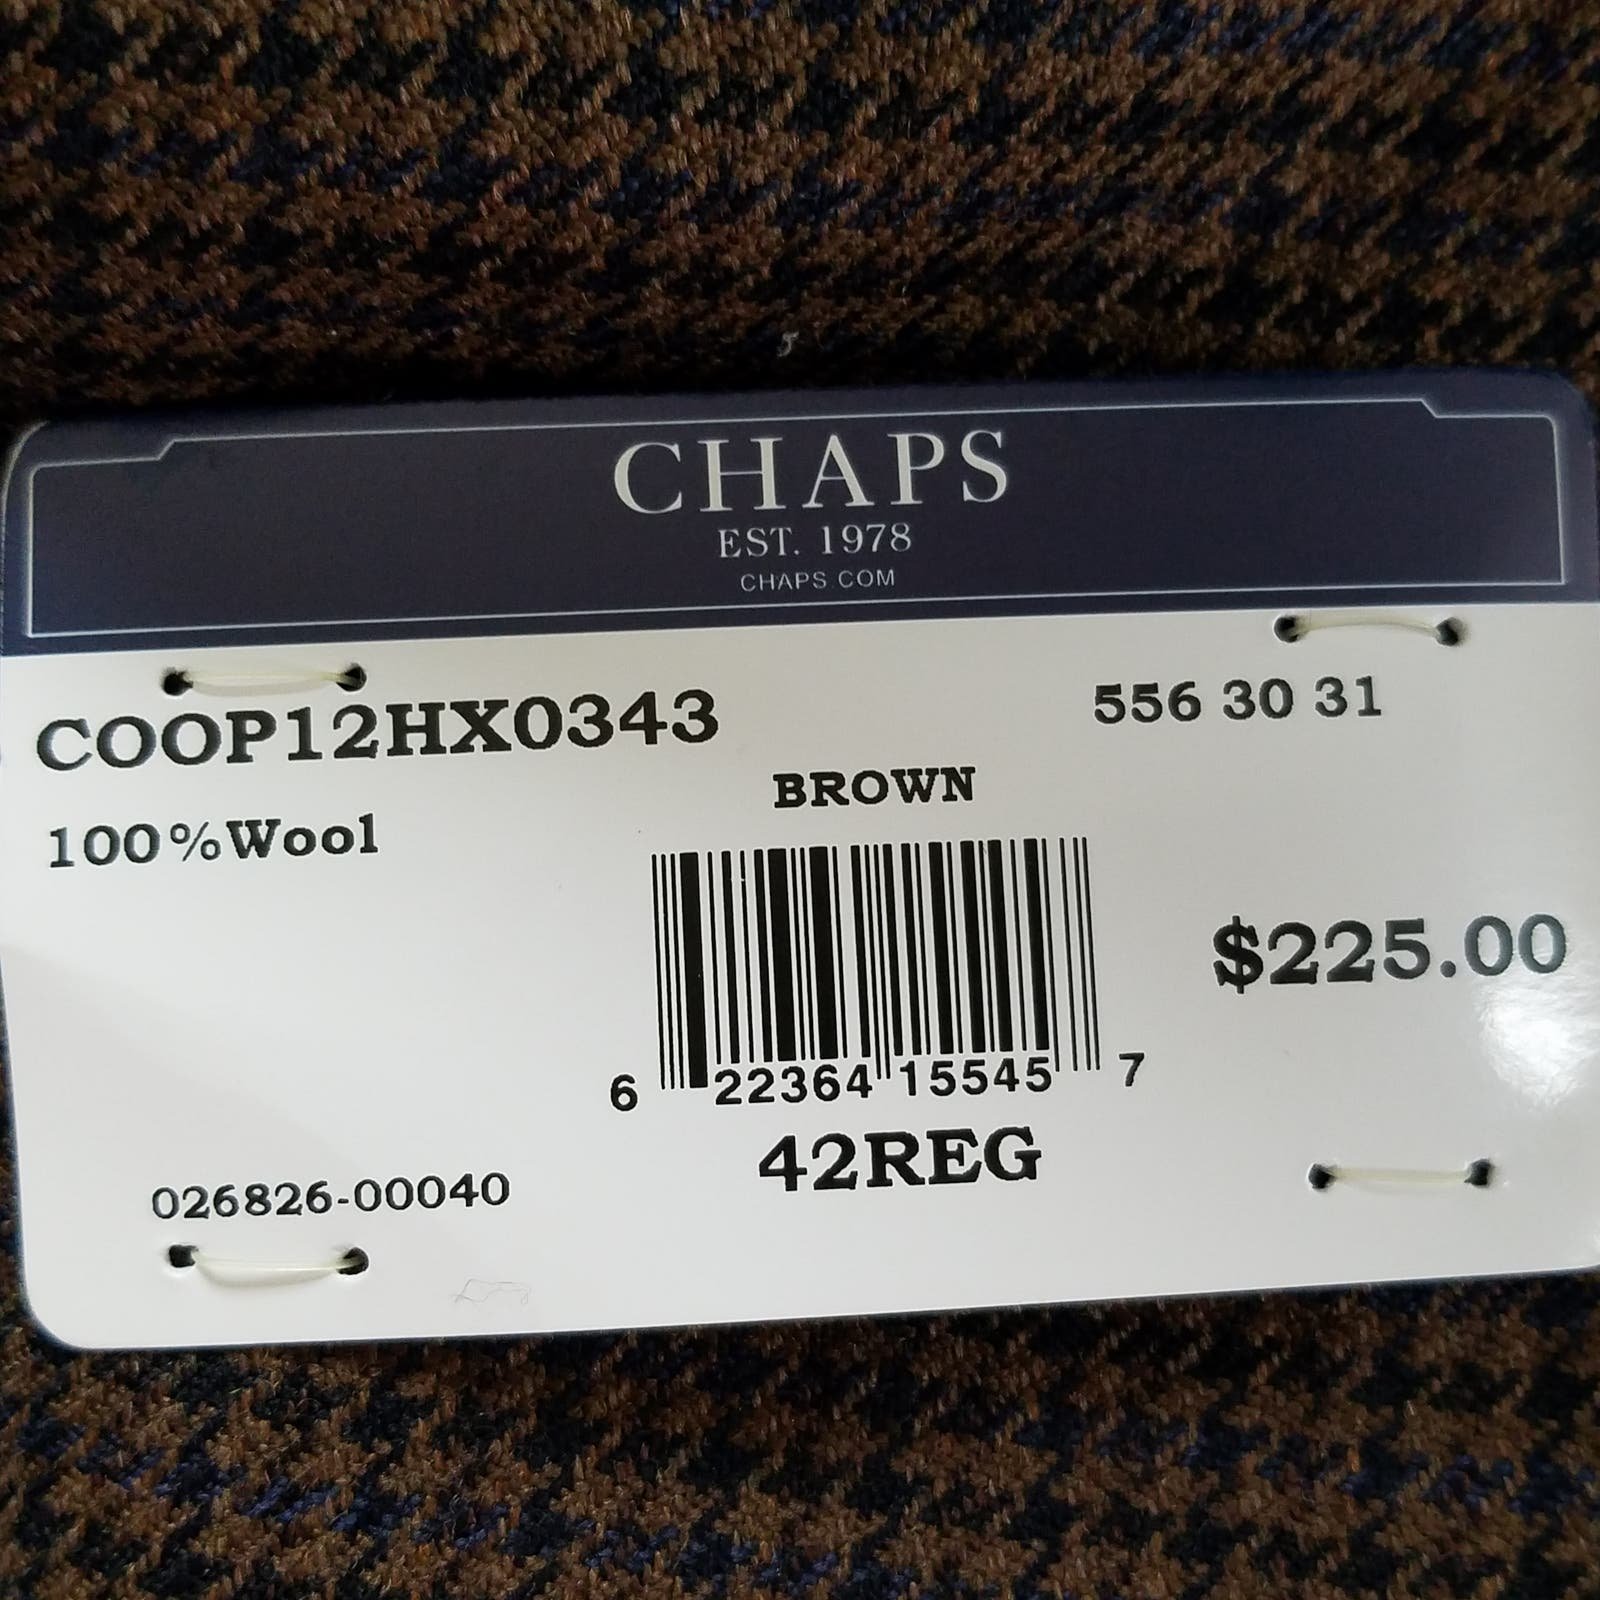 CHAPS
EST. 1978
CHAPS.COM
COOP12HX0343
556 30 31
BROWN
100%Wool
$225.00
6 22364 15545 7
42REG
026826-00040